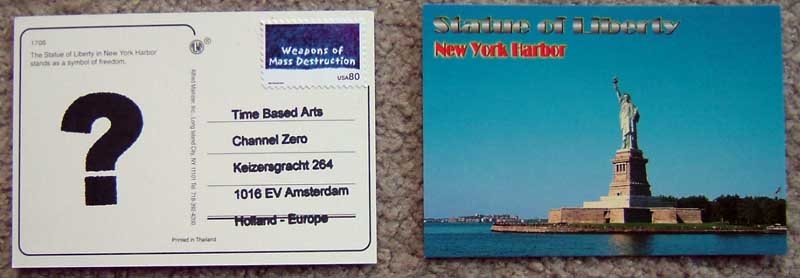 1705
The Statue of Liberty in New York Harbor
stands as a symbol of freedom.
®
Weapons of
Mass Destruction
USA80
Time Based Arts
Channel Zero
Keizersgracht 264
1016 EV Amsterdam
Holland - Europe
?
Printed in Thailand
Statue of Liberty
New York Harbor